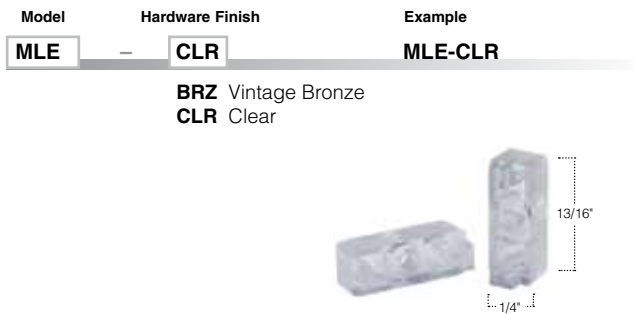 Model Hardware Finish Example
MLE – CLR MLE-CLR
BRZ Vintage Bronze
CLR Clear
13/16"
1/4"